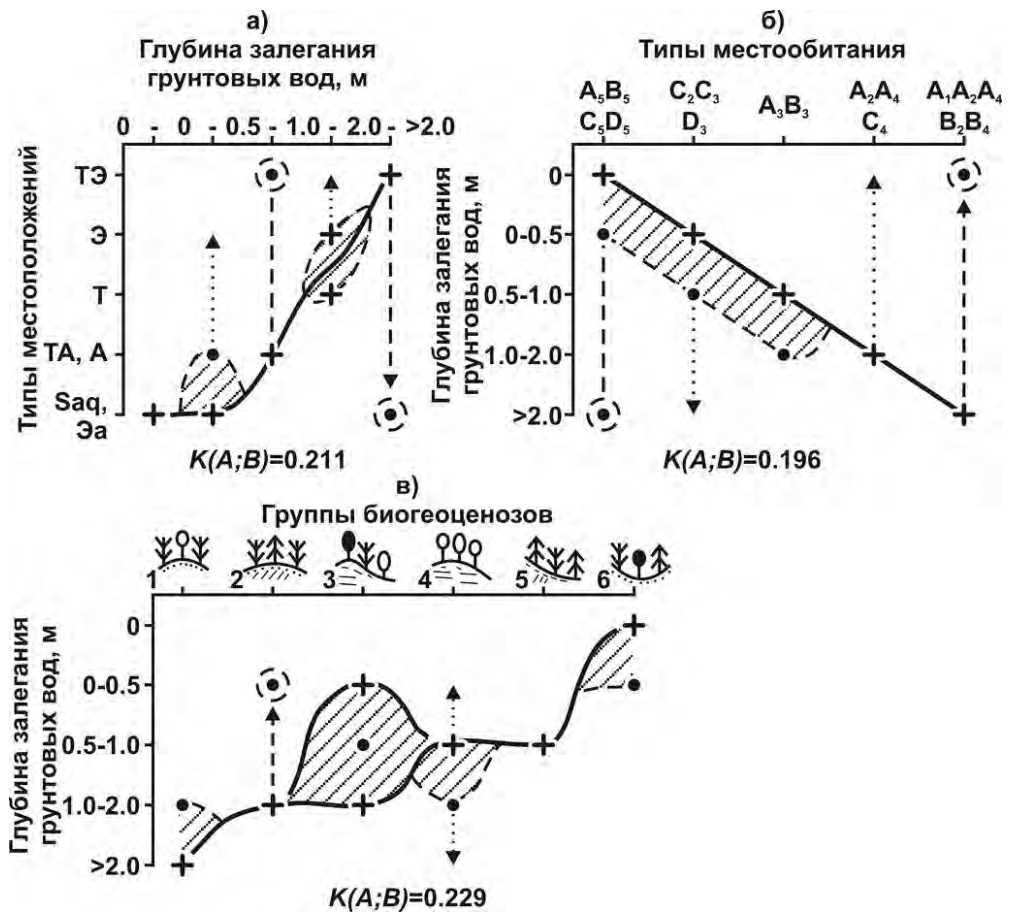 а)
Глубина залегания
грунтовых вод, м
0 - 0 - 0.5 - 1.0 - 2.0 - >2.0
Типы местоположений
ТЭ
Э
Т
ТА, А
Saq,
Эа
K(A;B)=0.211
б)
Типы местообитания
A₅B₅ C₂C₃ A₃B₃ A₂A₄ A₁A₂A₄
C₅D₅ D₃ C₄ B₂B₄
Глубина залегания
грунтовых вод, м
0
0-0.5
0.5-1.0
1.0-2.0
>2.0
K(A;B)=0.196
в)
Группы биогеоценозов
1 2 3 4 5 6
Глубина залегания
грунтовых вод, м
0
0-0.5
0.5-1.0
1.0-2.0
>2.0
K(A;B)=0.229